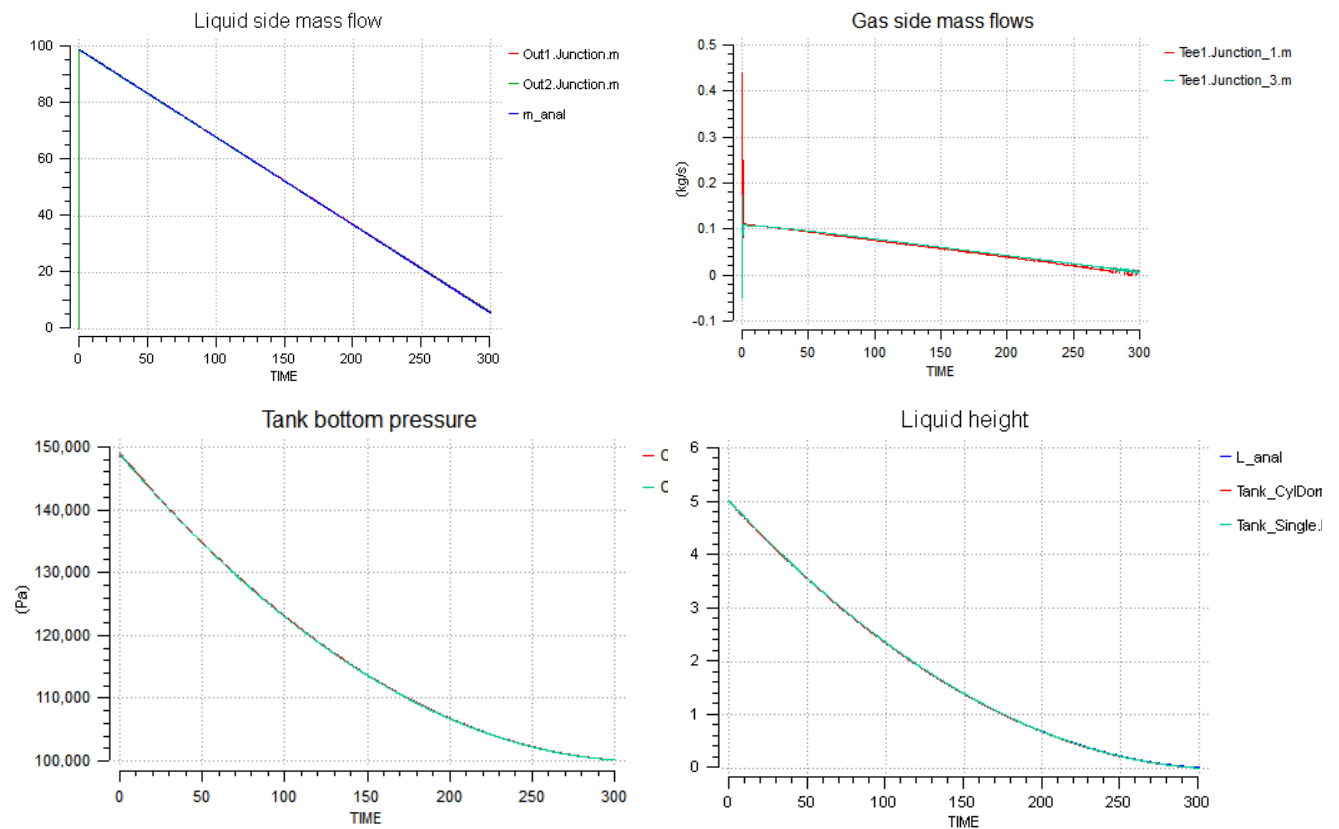 Liquid side mass flow
100
80
60
40
20
0
0 50 100 150 200 250 300
TIME
Out1.Junction.m
Out2.Junction.m
m_anal
Gas side mass flows
0.5
0.4
0.3
0.2
0.1
0
-0.1
(kg/s)
0 50 100 150 200 250 300
TIME
Tee1.Junction_1.m
Tee1.Junction_3.m
Tank bottom pressure
150,000
140,000
130,000
120,000
110,000
100,000
(Pa)
0 50 100 150 200 250 300
TIME
Liquid height
6
5
4
3
2
1
0
0 50 100 150 200 250 300
TIME
L_anal
Tank_CylDom
Tank_Single.